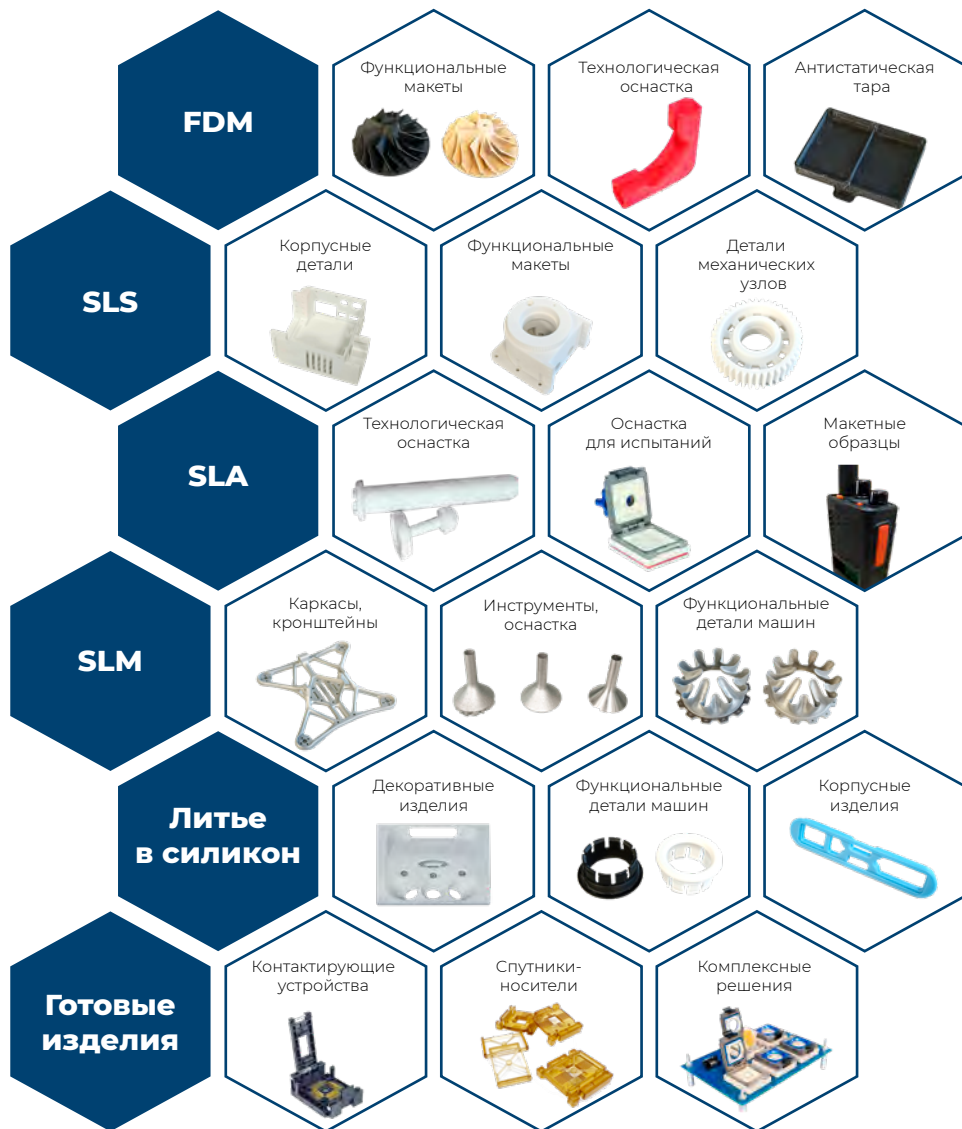 FDM
Функциональные
макеты
Технологическая
оснастка
Антистатическая
тара
SLS
Корпусные
детали
Функциональные
макеты
Детали
механических
узлов
SLA
Технологическая
оснастка
Оснастка
для испытаний
Макетные
образцы
SLM
Каркасы,
кронштейны
Инструменты,
оснастка
Функциональные
детали машин
Литье
в силикон
Декоративные
изделия
Функциональные
детали машин
Корпусные
изделия
Готовые
изделия
Контактирующие
устройства
Спутники-
носители
Комплексные
решения